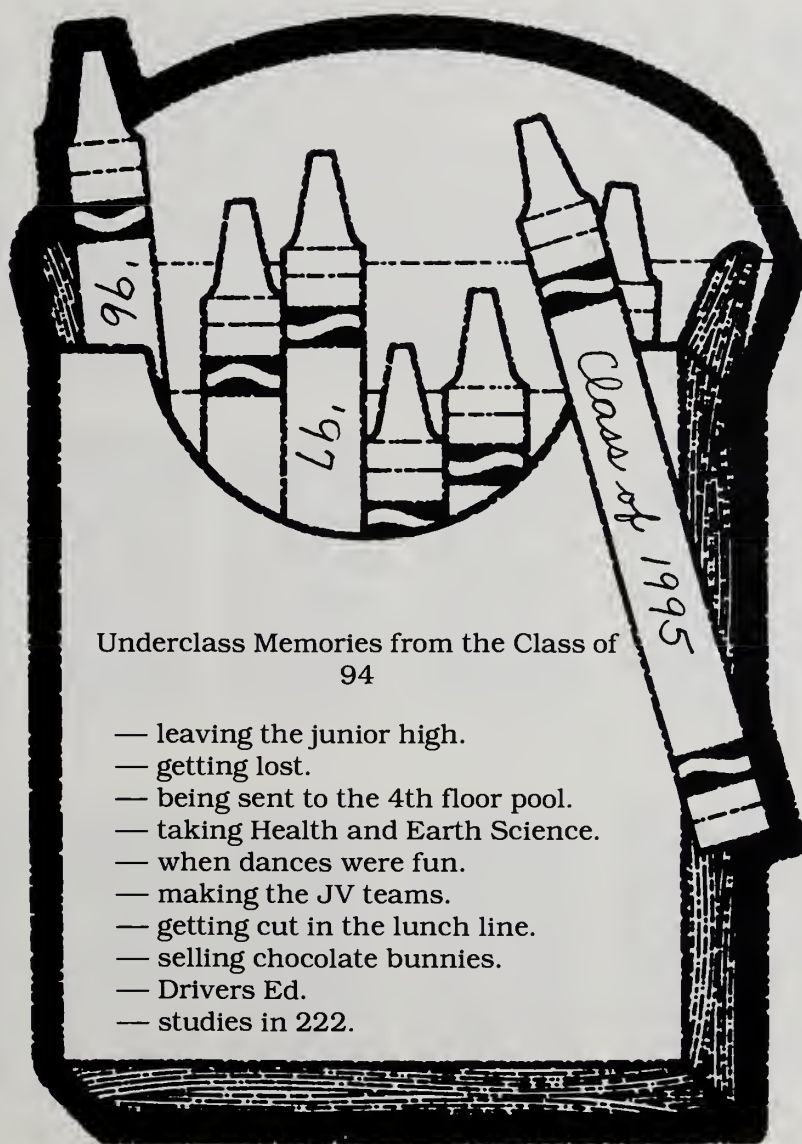 '96
'97
Class of 1995
Underclass Memories from the Class of
94
— leaving the junior high.
— getting lost.
— being sent to the 4th floor pool.
— taking Health and Earth Science.
— when dances were fun.
— making the JV teams.
— getting cut in the lunch line.
— selling chocolate bunnies.
— Drivers Ed.
— studies in 222.